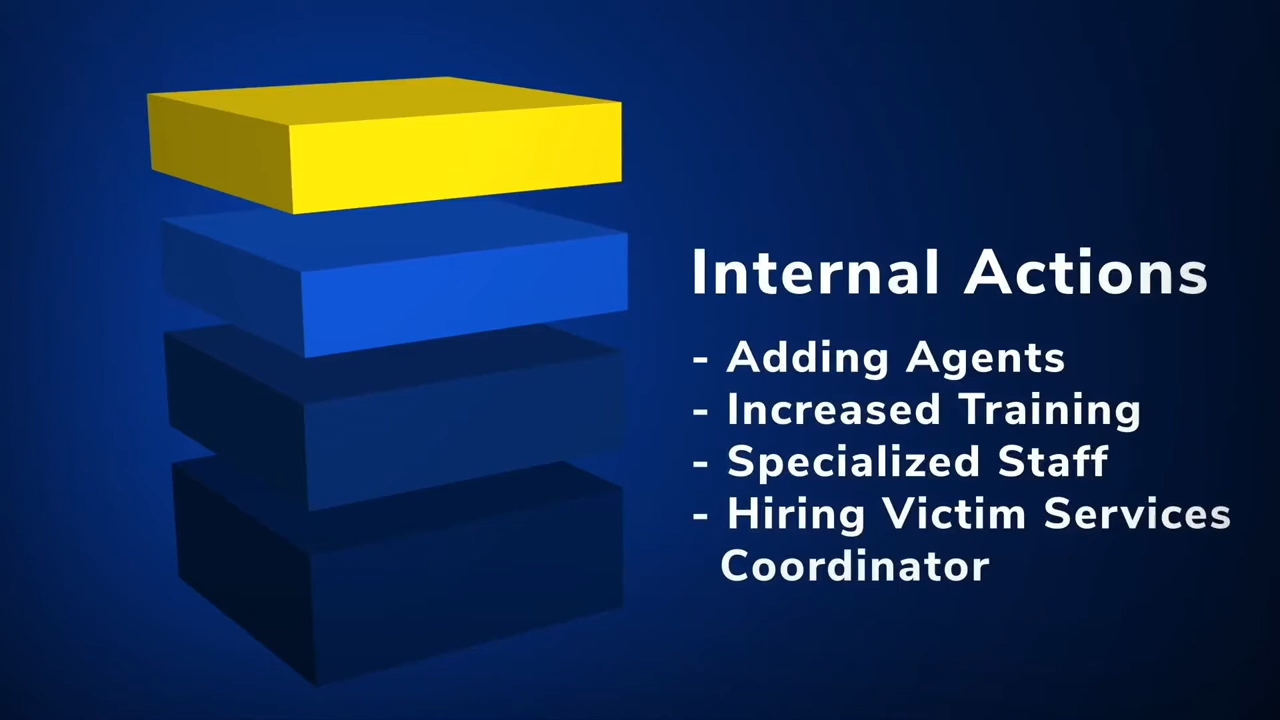 Internal Actions
- Adding Agents
- Increased Training
- Specialized Staff
- Hiring Victim Services
Coordinator